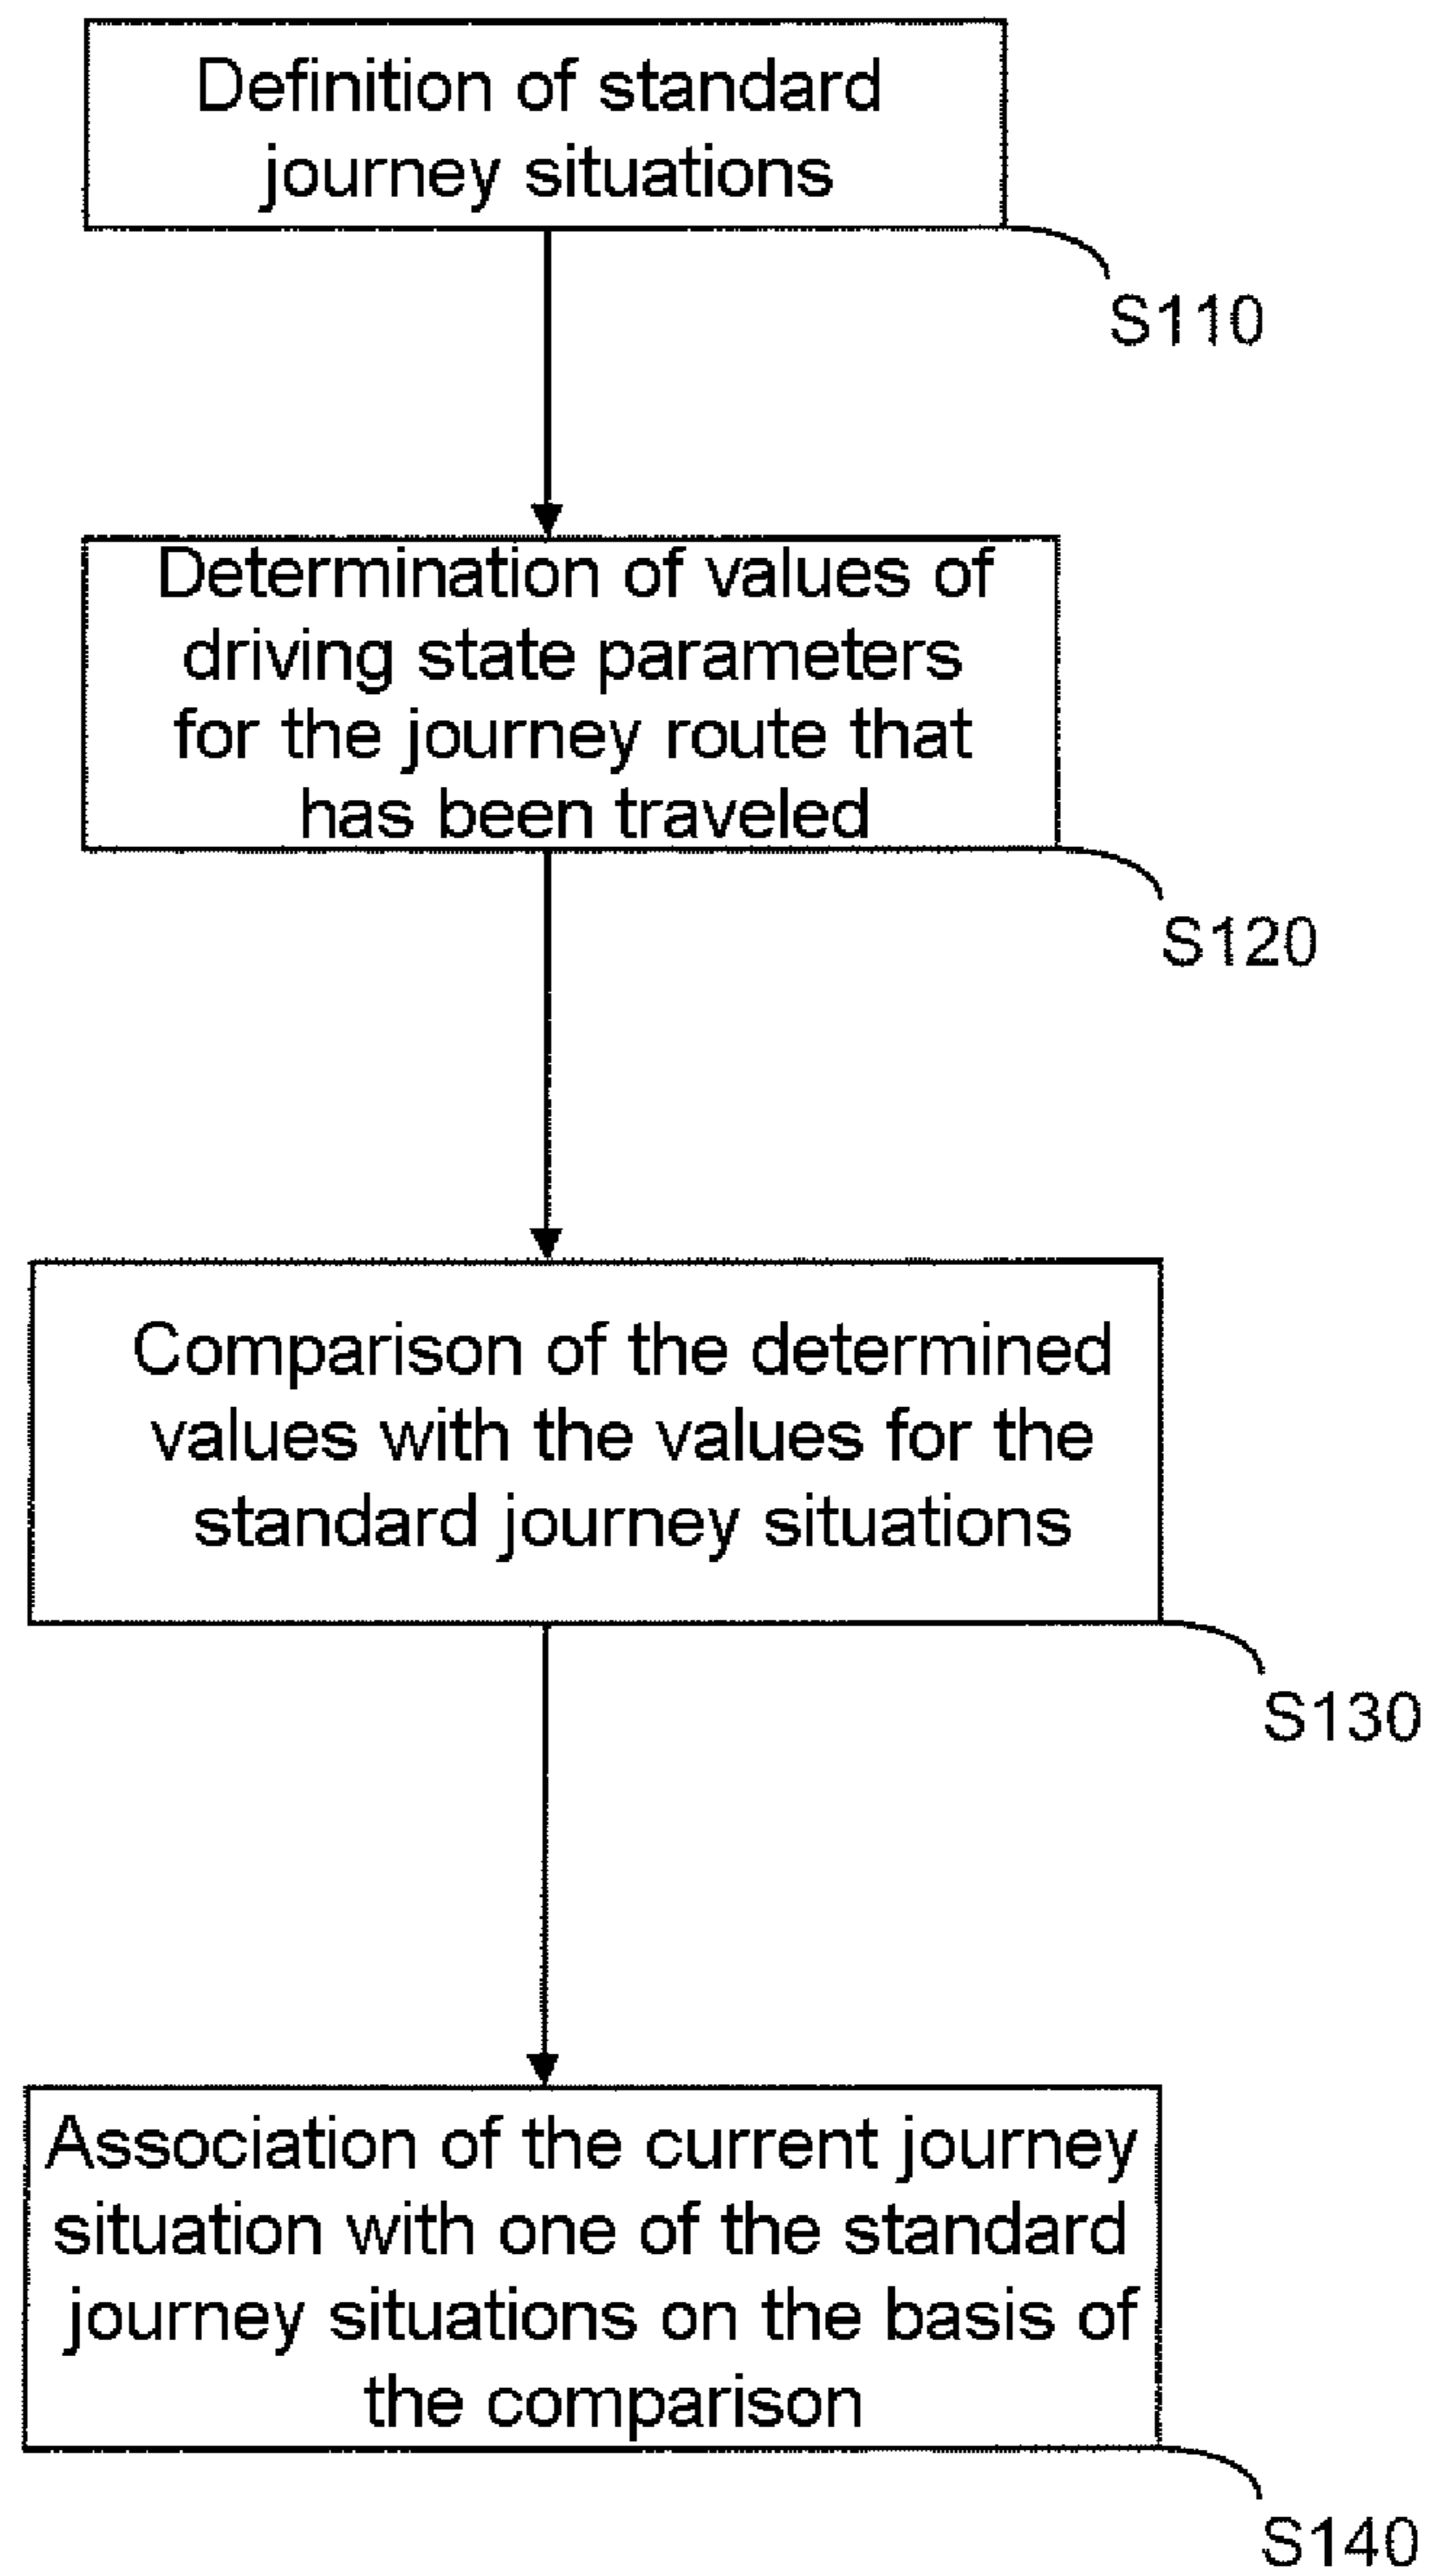 Definition of standard
journey situations
S110
Determination of values of
driving state parameters
for the journey route that
has been traveled
S120
Comparison of the determined
values with the values for the
standard journey situations
S130
Association of the current journey
situation with one of the standard
journey situations on the basis of
the comparison
S140